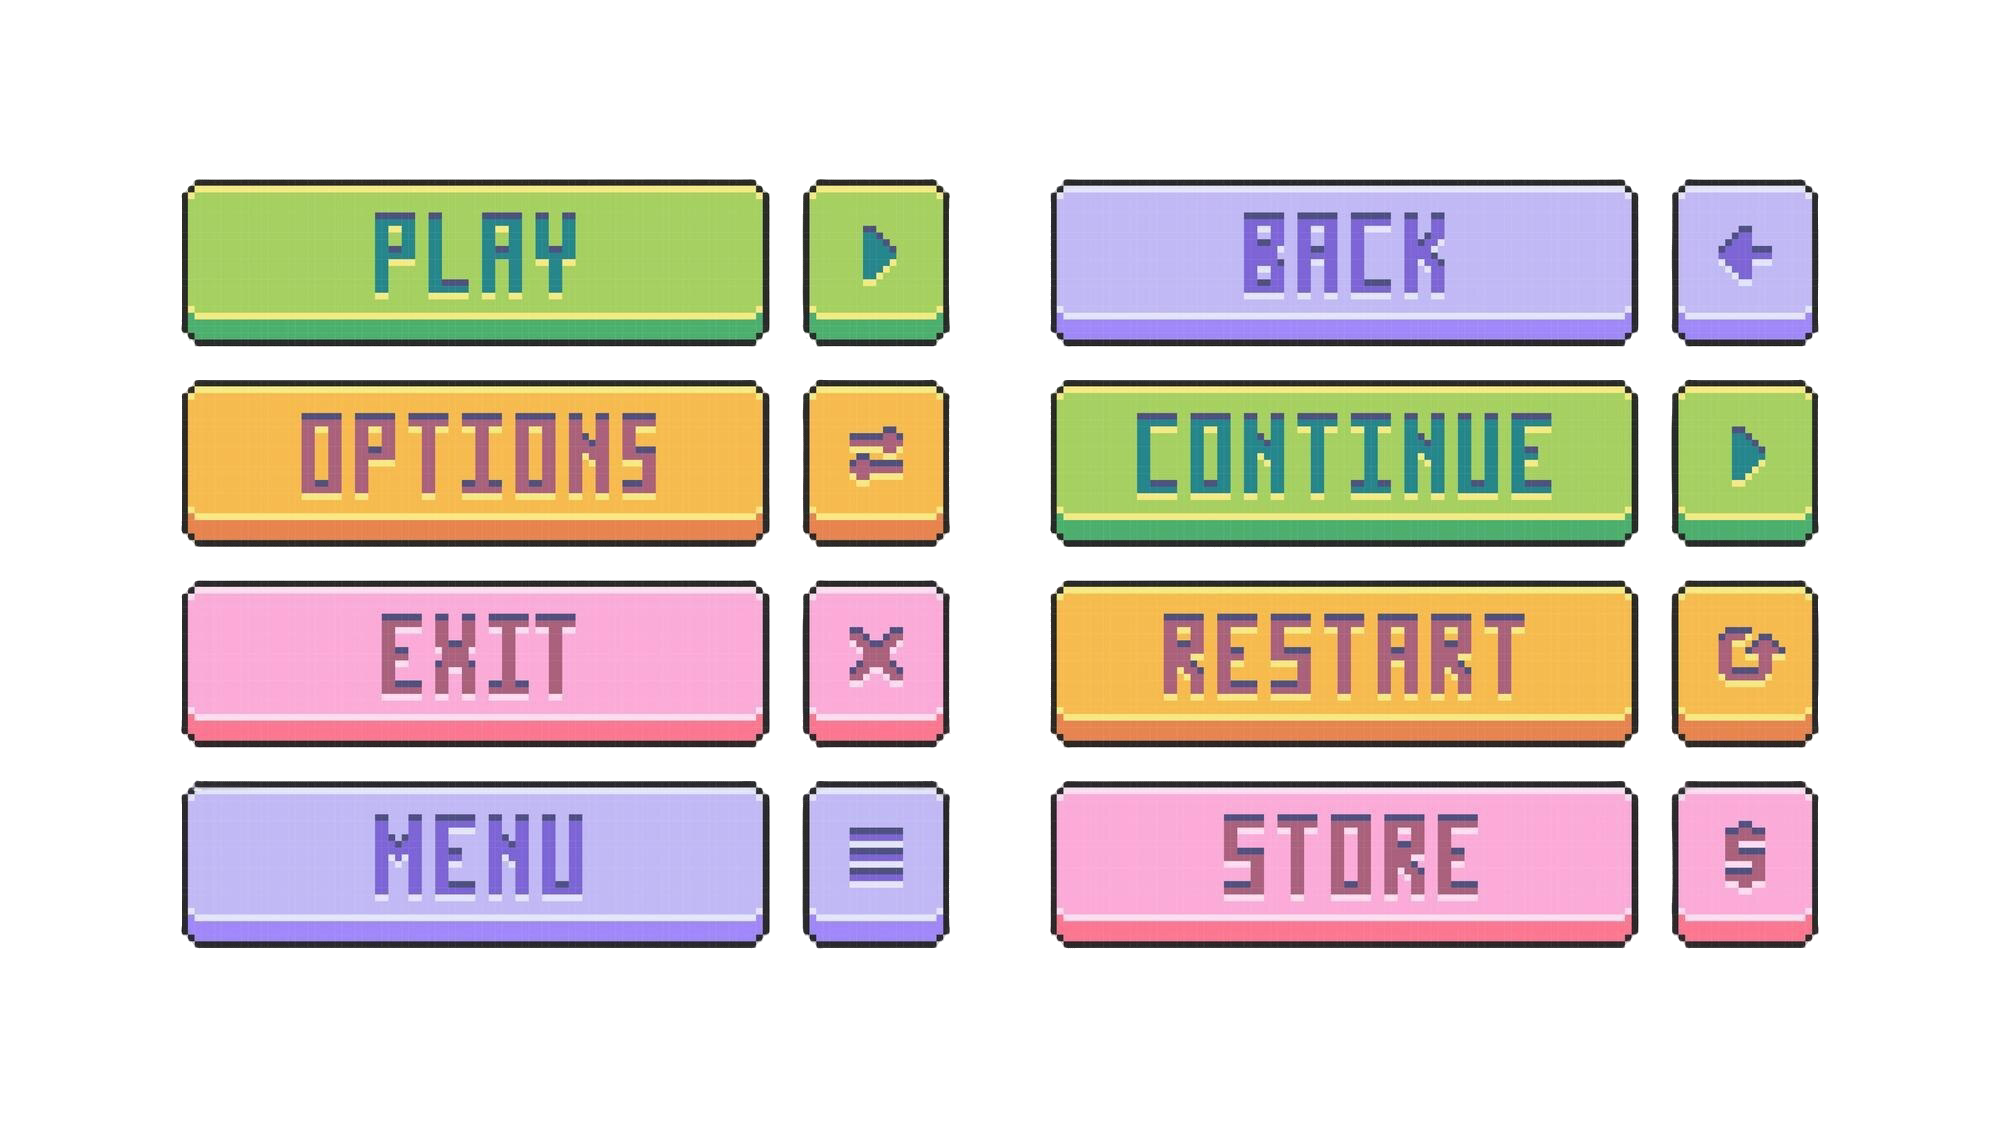 PLAY
OPTIONS
EXIT
MENU
BACK
CONTINUE
RESTART
STORE
$